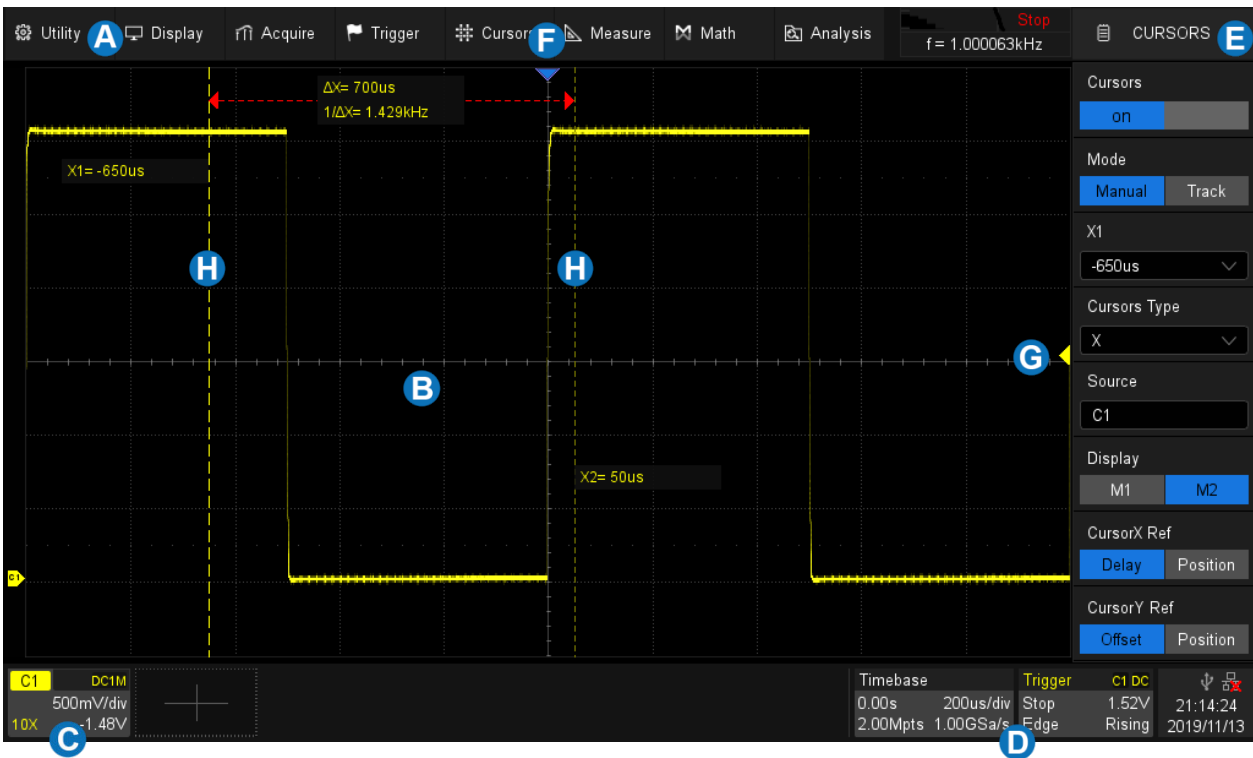 Utility A Display Acquire Trigger Cursors F Measure Math Analysis
Stop
f = 1.000063kHz
CURSORS E
ΔX= 700us
1/ΔX= 1.429kHz
X1= -650us
H H
B
G
X2= 50us
C1
Cursors
on
Mode
Manual Track
X1
-650us
Cursors Type
X
Source
C1
Display
M1 M2
CursorX Ref
Delay Position
CursorY Ref
Offset Position
C1 DC1M
500mV/div
10X -1.48V
C
Timebase
0.00s 200us/div
2.00Mpts 1.00GSa/s
Trigger C1 DC
Stop 1.52V
Edge Rising
D
21:14:24
2019/11/13